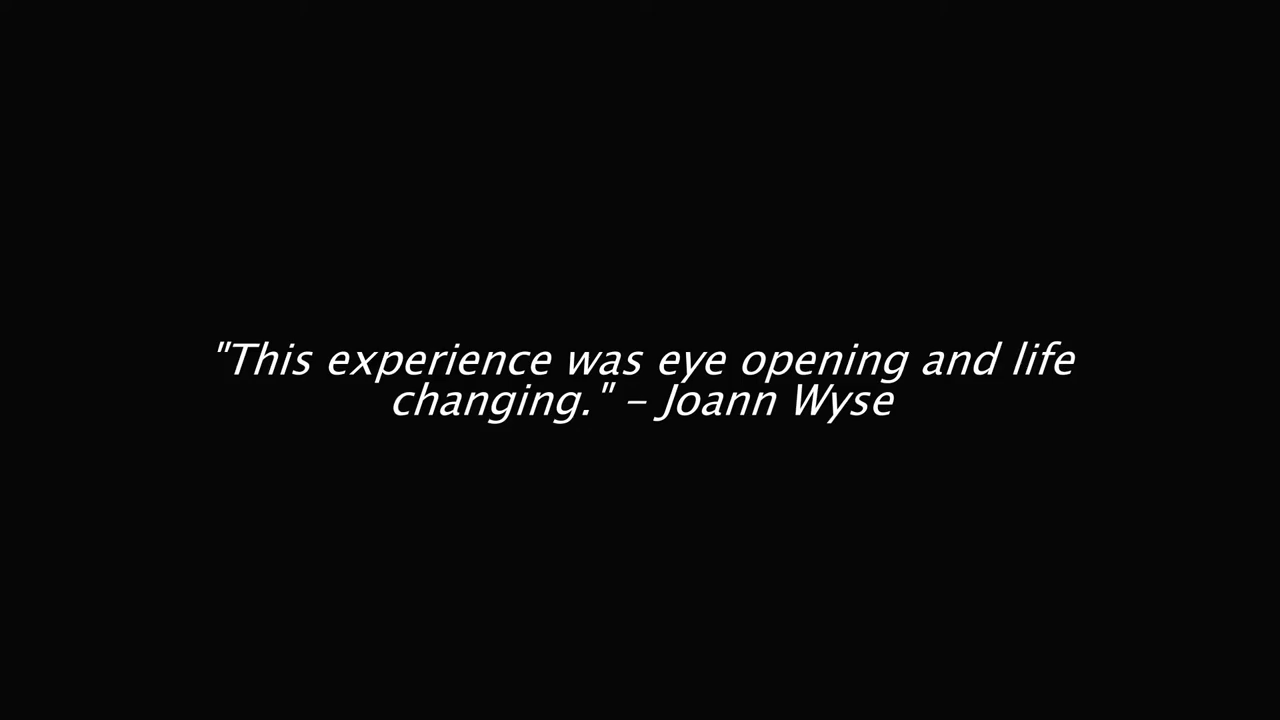 "This experience was eye opening and life
changing." - Joann Wyse